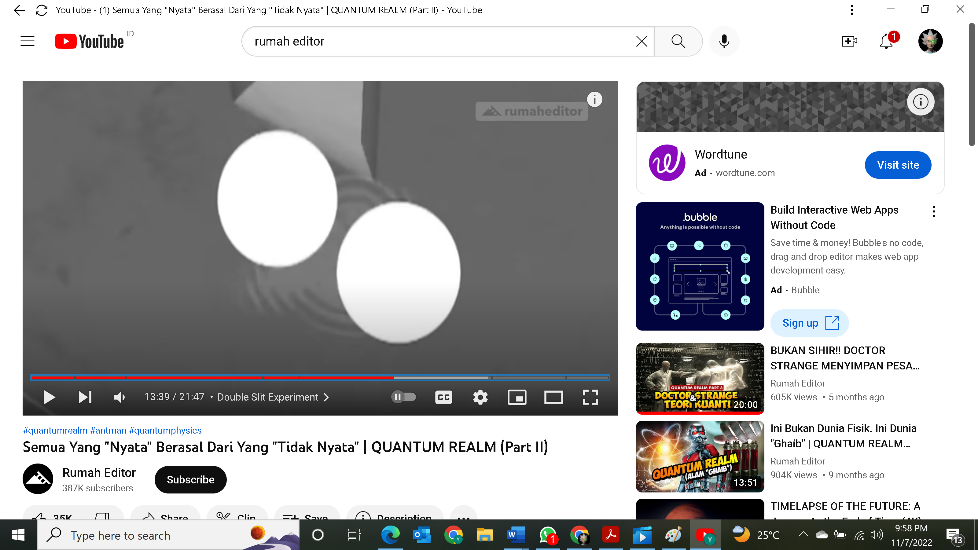 YouTube - (1) Semua Yang "Nyata" Berasal Dari Yang "Tidak Nyata" | QUANTUM REALM (Part II) - YouTube
YouTube ID
rumah editor
1
rumaheditor
13:39 / 21:47 • Double Slit Experiment
CC
#quantumrealm #antman #quantumphysics
Semua Yang "Nyata" Berasal Dari Yang "Tidak Nyata" | QUANTUM REALM (Part II)
Rumah Editor
387K subscribers
Subscribe
35K
Share
Clip
Save
Description
Wordtune
Ad • wordtune.com
Visit site
.bubble
Anything is possible without code
Build Interactive Web Apps
Without Code
Save time & money! Bubble's no code,
drag and drop editor makes web app
development easy.
Ad • Bubble
Sign up
QUANTUM REALM PART 3
DOCTOR STRANGE
& TEORI KUANTUM
20:00
BUKAN SIHIR!! DOCTOR
STRANGE MENYIMPAN PESA...
Rumah Editor
605K views • 5 months ago
QUANTUM REALM
(ALAM "GHAIB")
13:51
Ini Bukan Dunia Fisik. Ini Dunia
"Ghaib" | QUANTUM REALM...
Rumah Editor
904K views • 9 months ago
TIMELAPSE OF THE FUTURE: A
Type here to search
1
25°C
9:58 PM
11/7/2022
13